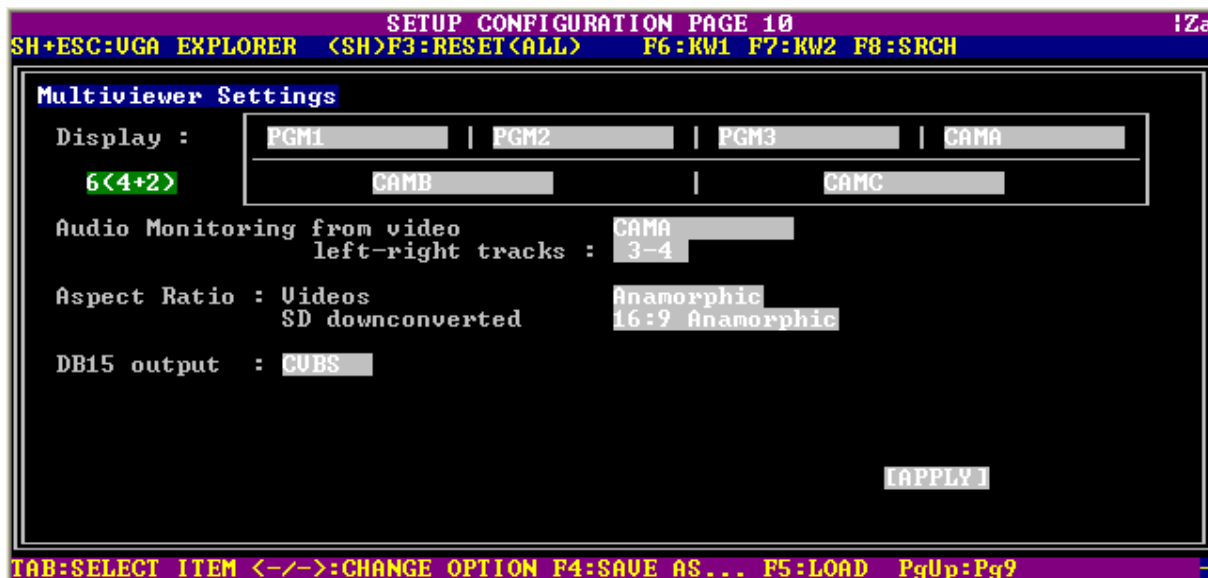 SETUP CONFIGURATION PAGE 10 |Za
SH+ESC:VGA EXPLORER (SH)F3:RESET(ALL) F6:KW1 F7:KW2 F8:SRCH
Multiviewer Settings
Display : PGM1 | PGM2 | PGM3 | CAMA
6(4+2) CAMB | CAMC
Audio Monitoring from video CAMA
left-right tracks : 3-4
Aspect Ratio : Videos Anamorphic
SD downconverted 16:9 Anamorphic
DB15 output : CVBS
[APPLY]
TAB:SELECT ITEM <-/->:CHANGE OPTION F4:SAVE AS... F5:LOAD PgUp:Pg9